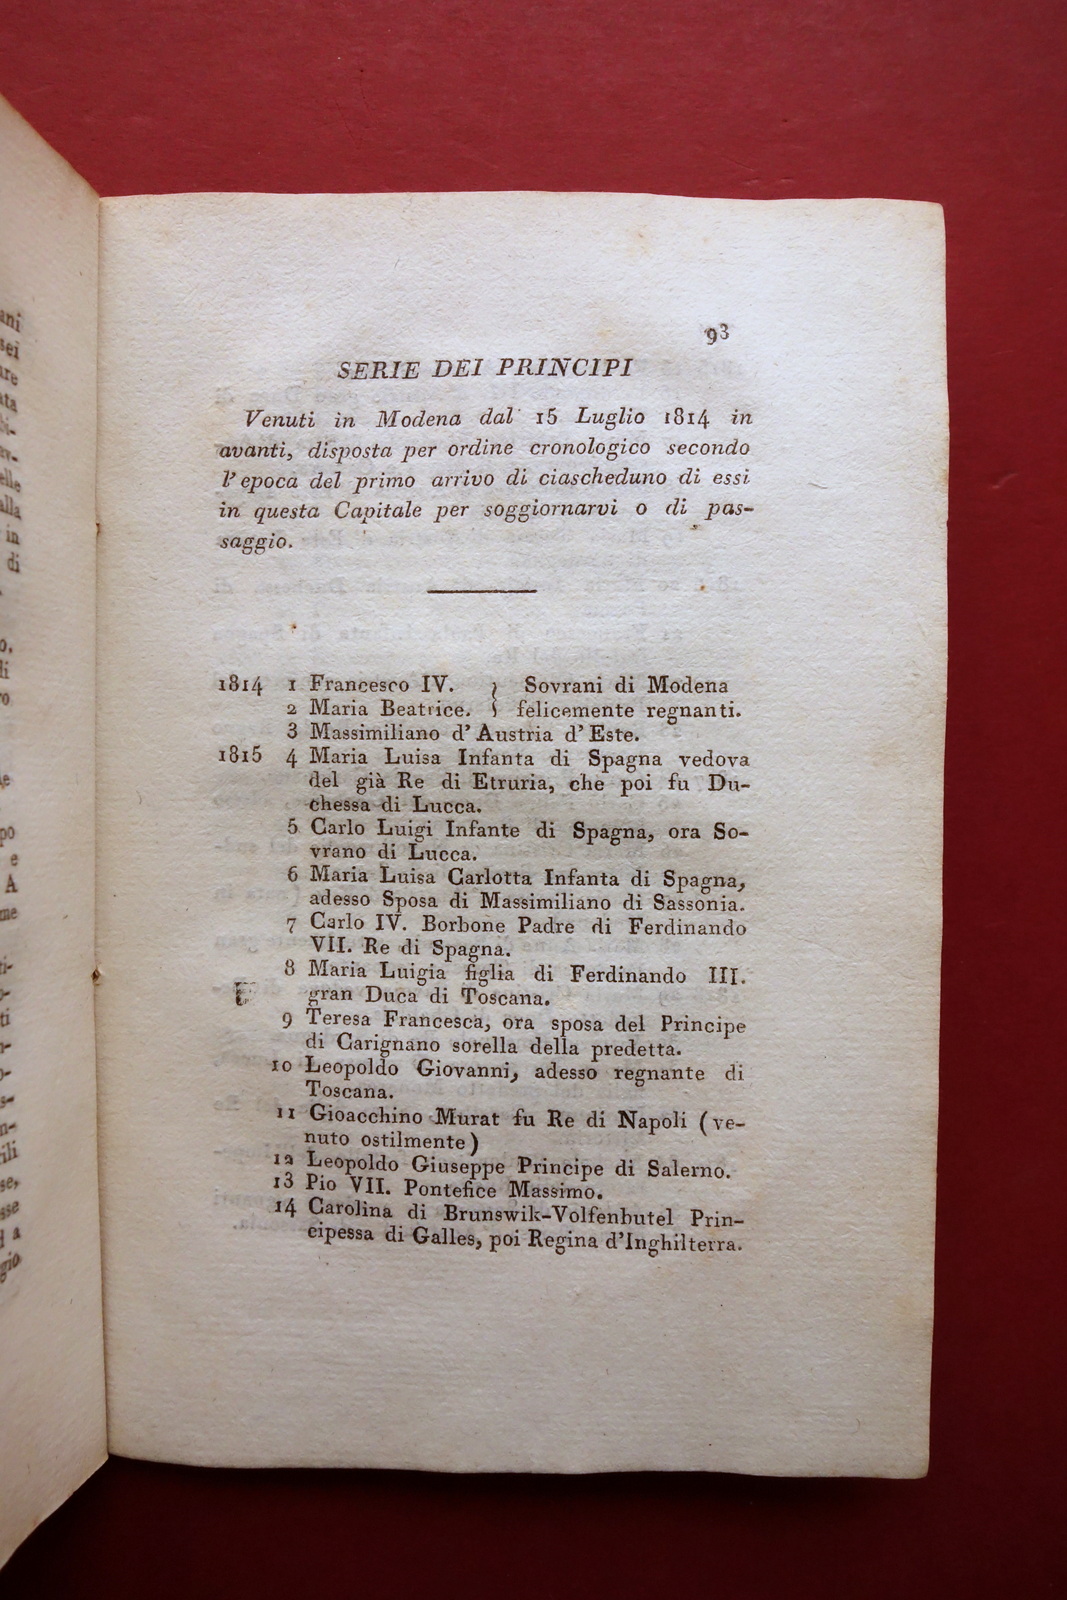 93
SERIE DEI PRINCIPI
Venuti in Modena dal 15 Luglio 1814 in
avanti, disposta per ordine cronologico secondo
l'epoca del primo arrivo di ciascheduno di essi
in questa Capitale per soggiornarvi o di pas-
saggio.
1814 1 Francesco IV. } Sovrani di Modena
2 Maria Beatrice. } felicemente regnanti.
3 Massimiliano d'Austria d'Este.
1815 4 Maria Luisa Infanta di Spagna vedova
del già Re di Etruria, che poi fu Du-
chessa di Lucca.
5 Carlo Luigi Infante di Spagna, ora So-
vrano di Lucca.
6 Maria Luisa Carlotta Infanta di Spagna,
adesso Sposa di Massimiliano di Sassonia.
7 Carlo IV. Borbone Padre di Ferdinando
VII. Re di Spagna.
8 Maria Luigia figlia di Ferdinando III.
gran Duca di Toscana.
9 Teresa Francesca, ora sposa del Principe
di Carignano sorella della predetta.
10 Leopoldo Giovanni, adesso regnante di
Toscana.
11 Gioacchino Murat fu Re di Napoli (ve-
nuto ostilmente)
12 Leopoldo Giuseppe Principe di Salerno.
13 Pio VII. Pontefice Massimo.
14 Carolina di Brunswik-Volfenbutel Prin-
cipessa di Galles, poi Regina d'Inghilterra.